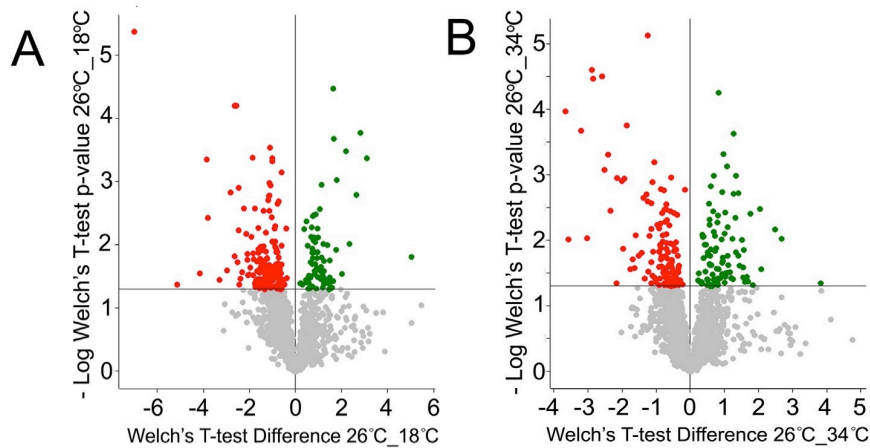 A
- Log Welch's T-test p-value 26°C_18°C
5
4
3
2
1
0
-6 -4 -2 0 2 4 6
Welch's T-test Difference 26°C_18°C
B
- Log Welch's T-test p-value 26°C_34°C
5
4
3
2
1
0
-4 -3 -2 -1 0 1 2 3 4 5
Welch's T-test Difference 26°C_34°C